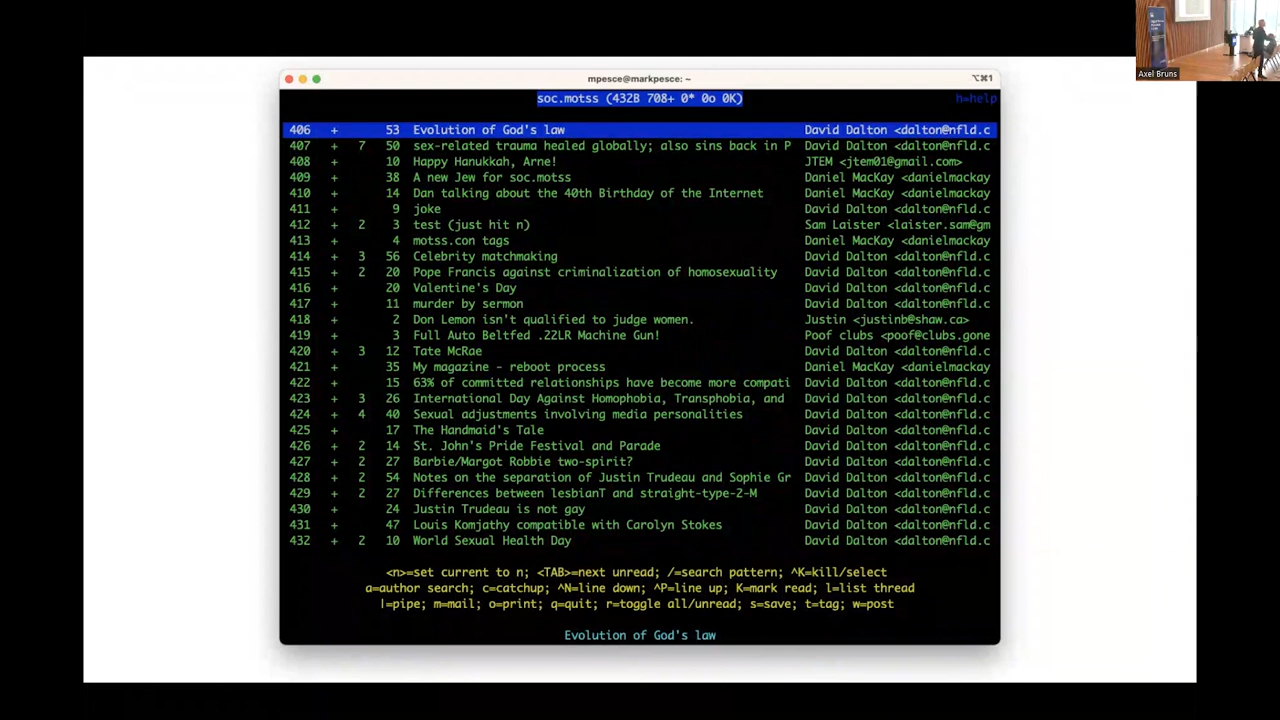 Axel Bruns
mpesce@markpesce: ~
⌥⌘1
soc.motss (432B 708+ 0* 0o 0K)
h=help
406 + 53 Evolution of God's law David Dalton <dalton@nfld.c
407 + 7 50 sex-related trauma healed globally; also sins back in P David Dalton <dalton@nfld.c
408 + 10 Happy Hanukkah, Arne! JTEM <jtem01@gmail.com>
409 + 38 A new Jew for soc.motss Daniel MacKay <danielmackay
410 + 14 Dan talking about the 40th Birthday of the Internet Daniel MacKay <danielmackay
411 + 9 joke David Dalton <dalton@nfld.c
412 + 2 3 test (just hit n) Sam Laister <laister.sam@gm
413 + 4 motss.con tags Daniel MacKay <danielmackay
414 + 3 56 Celebrity matchmaking David Dalton <dalton@nfld.c
415 + 2 20 Pope Francis against criminalization of homosexuality David Dalton <dalton@nfld.c
416 + 20 Valentine's Day David Dalton <dalton@nfld.c
417 + 11 murder by sermon David Dalton <dalton@nfld.c
418 + 2 Don Lemon isn't qualified to judge women. Justin <justinb@shaw.ca>
419 + 3 Full Auto Beltfed .22LR Machine Gun! Poof clubs <poof@clubs.gone
420 + 3 12 Tate McRae David Dalton <dalton@nfld.c
421 + 35 My magazine - reboot process Daniel MacKay <danielmackay
422 + 15 63% of committed relationships have become more compati David Dalton <dalton@nfld.c
423 + 3 26 International Day Against Homophobia, Transphobia, and David Dalton <dalton@nfld.c
424 + 4 40 Sexual adjustments involving media personalities David Dalton <dalton@nfld.c
425 + 17 The Handmaid's Tale David Dalton <dalton@nfld.c
426 + 2 14 St. John's Pride Festival and Parade David Dalton <dalton@nfld.c
427 + 2 27 Barbie/Margot Robbie two-spirit? David Dalton <dalton@nfld.c
428 + 2 54 Notes on the separation of Justin Trudeau and Sophie Gr David Dalton <dalton@nfld.c
429 + 2 27 Differences between lesbianT and straight-type-2-M David Dalton <dalton@nfld.c
430 + 24 Justin Trudeau is not gay David Dalton <dalton@nfld.c
431 + 47 Louis Komjathy compatible with Carolyn Stokes David Dalton <dalton@nfld.c
432 + 2 10 World Sexual Health Day David Dalton <dalton@nfld.c
<n>=set current to n; <TAB>=next unread; /=search pattern; ^K=kill/select
a=author search; c=catchup; ^N=line down; ^P=line up; K=mark read; l=list thread
|=pipe; m=mail; o=print; q=quit; r=toggle all/unread; s=save; t=tag; w=post
Evolution of God's law